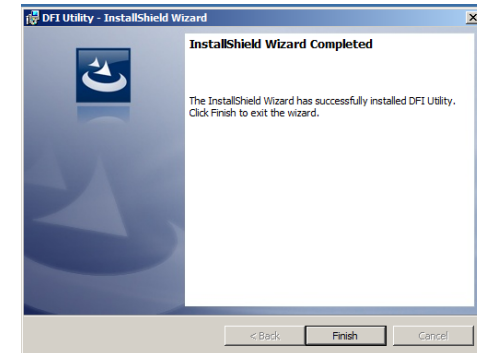 DFI Utility - InstallShield Wizard
InstallShield Wizard Completed
The InstallShield Wizard has successfully installed DFI Utility.
Click Finish to exit the wizard.
< Back
Finish
Cancel